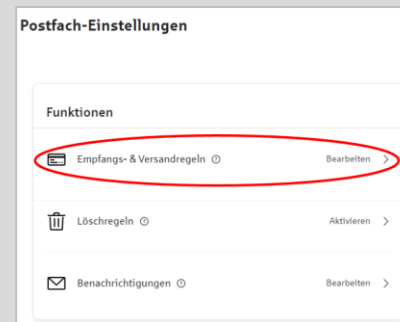 Postfach-Einstellungen
Funktionen
Empfangs- & Versandregeln Bearbeiten
Löschregeln Aktivieren
Benachrichtigungen Bearbeiten